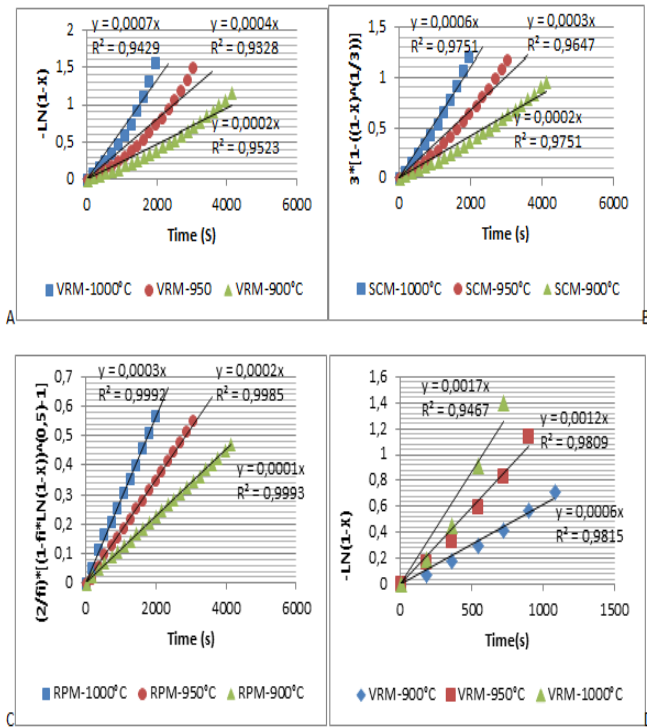 y = 0,0007x
R² = 0,9429
y = 0,0004x
R² = 0,9328
-LN(1-X)
2
1,5
1
0,5
0
y = 0,0002x
R² = 0,9523
0 2000 4000 6000
Time (S)
VRM-1000°C VRM-950 VRM-900°C
A
y = 0,0006x
R² = 0,9751
y = 0,0003x
R² = 0,9647
3*[1-((1-X)^(1/3))]
1,5
1
0,5
0
y = 0,0002x
R² = 0,9751
0 2000 4000 6000
Time (s)
SCM-1000°C SCM-950°C SCM-900°C
B
y = 0,0003x
R² = 0,9992
y = 0,0002x
R² = 0,9985
(2/fi)*[(1-fi*LN(1-X))^(0,5)-1]
0,7
0,6
0,5
0,4
0,3
0,2
0,1
0
y = 0,0001x
R² = 0,9993
0 2000 4000 6000
Time (s)
RPM-1000°C RPM-950°C RPM-900°C
C
y = 0,0017x
R² = 0,9467
y = 0,0012x
R² = 0,9809
-LN(1-X)
1,6
1,4
1,2
1
0,8
0,6
0,4
0,2
0
y = 0,0006x
R² = 0,9815
0 500 1000 1500
Time(s)
VRM-900°C VRM-950°C VRM-1000°C